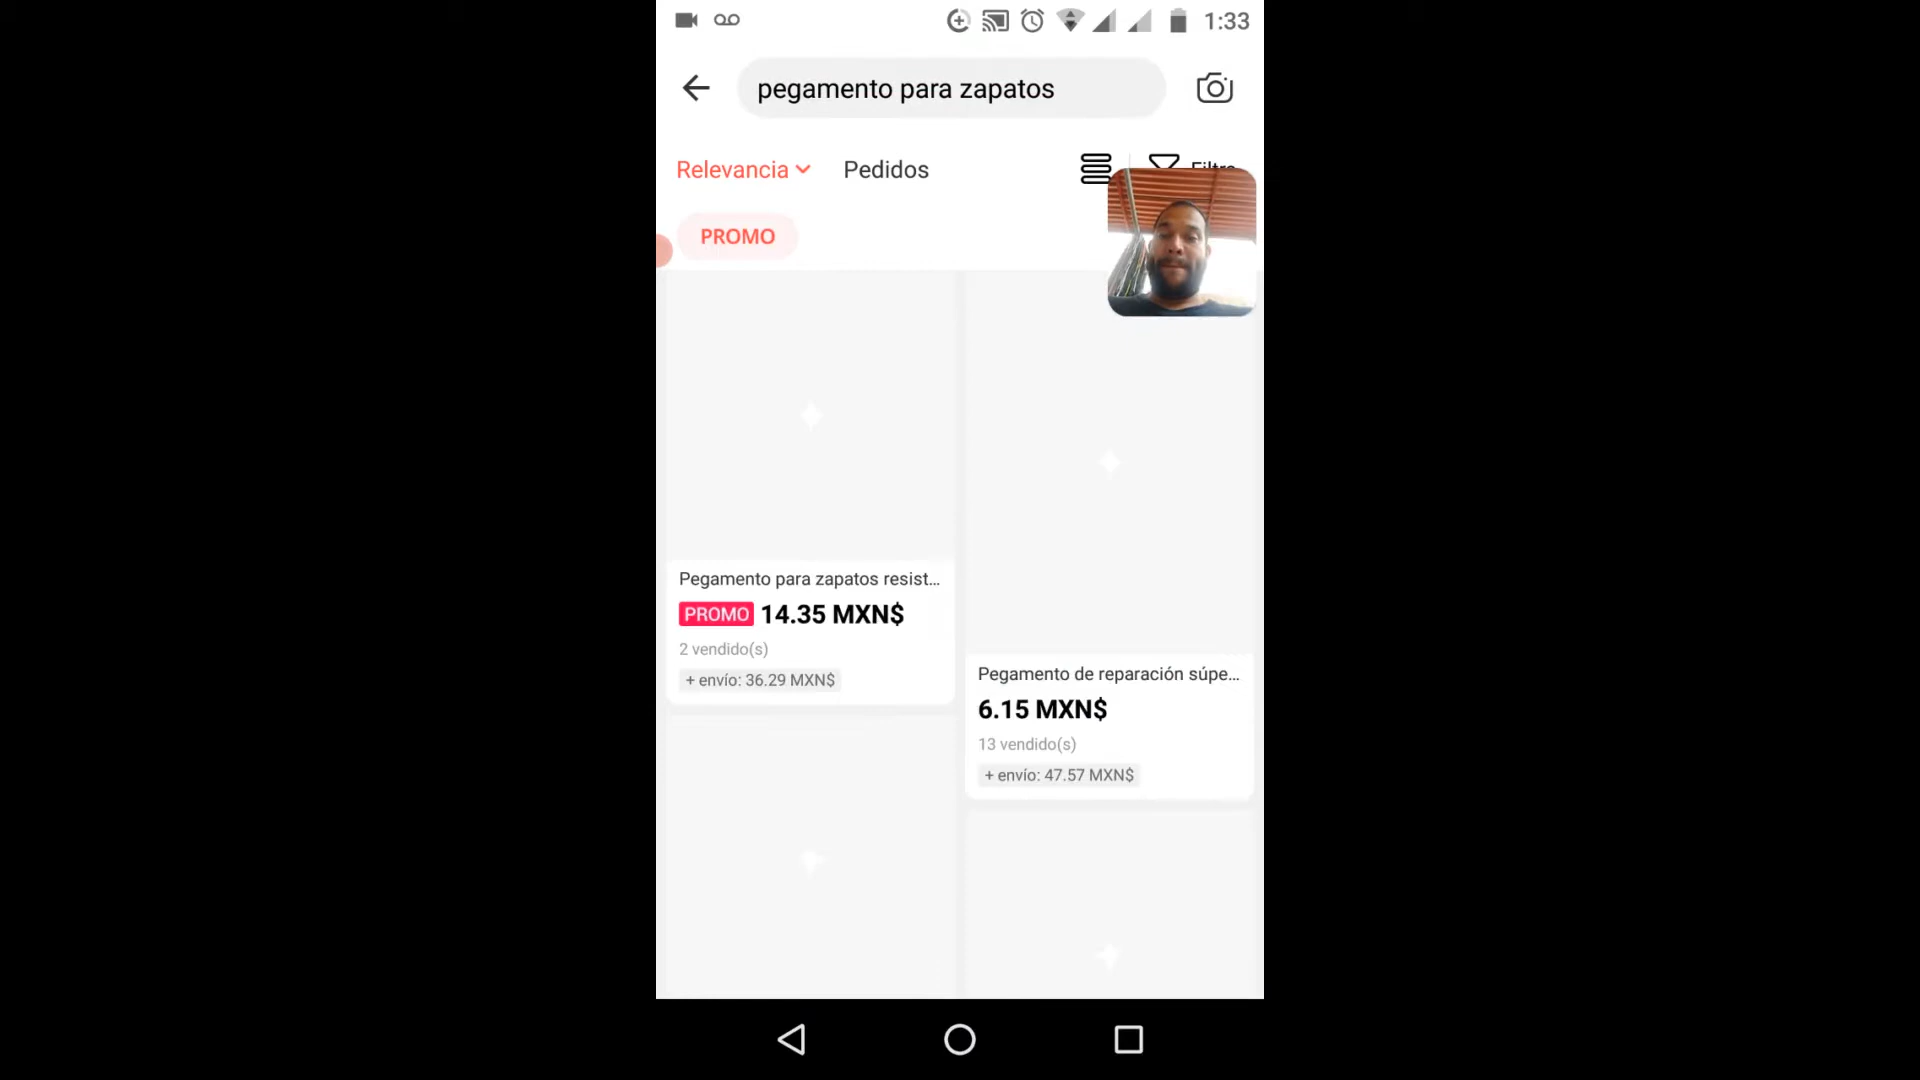 1:33
pegamento para zapatos
Relevancia
Pedidos
PROMO
Pegamento para zapatos resist...
PROMO 14.35 MXN$
2 vendido(s)
+ envío: 36.29 MXN$
Pegamento de reparación súpe...
6.15 MXN$
13 vendido(s)
+ envío: 47.57 MXN$